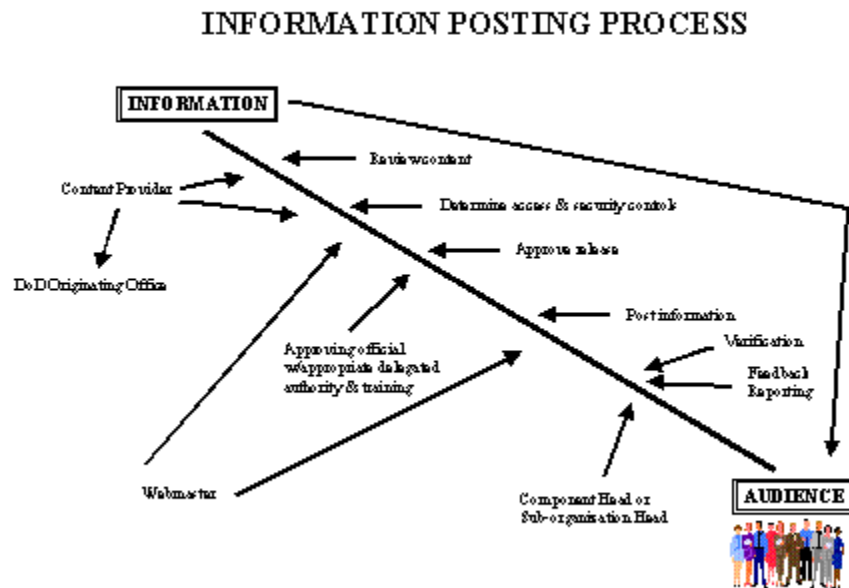 INFORMATION POSTING PROCESS
INFORMATION
Review content
Content Provider
Determine access & security controls
Approve release
DoD Originating Office
Post information
Verification
Approving official
w/appropriate delegated
authority & training
Feedback
Reporting
Webmaster
Component Head or
Sub-organization Head
AUDIENCE